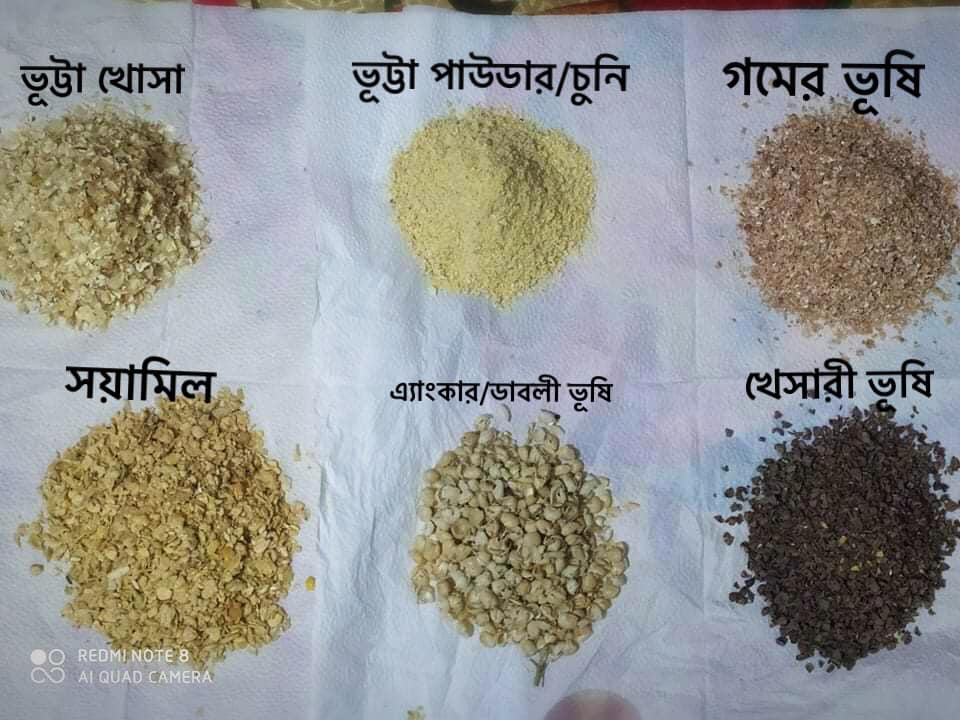 ভূট্টা খোসা
ভূট্টা পাউডার/চুনি
গমের ভূষি
সয়ামিল
এ্যাংকার/ডাবলী ভূষি
খেসারী ভূষি
REDMI NOTE 8
AI QUAD CAMERA